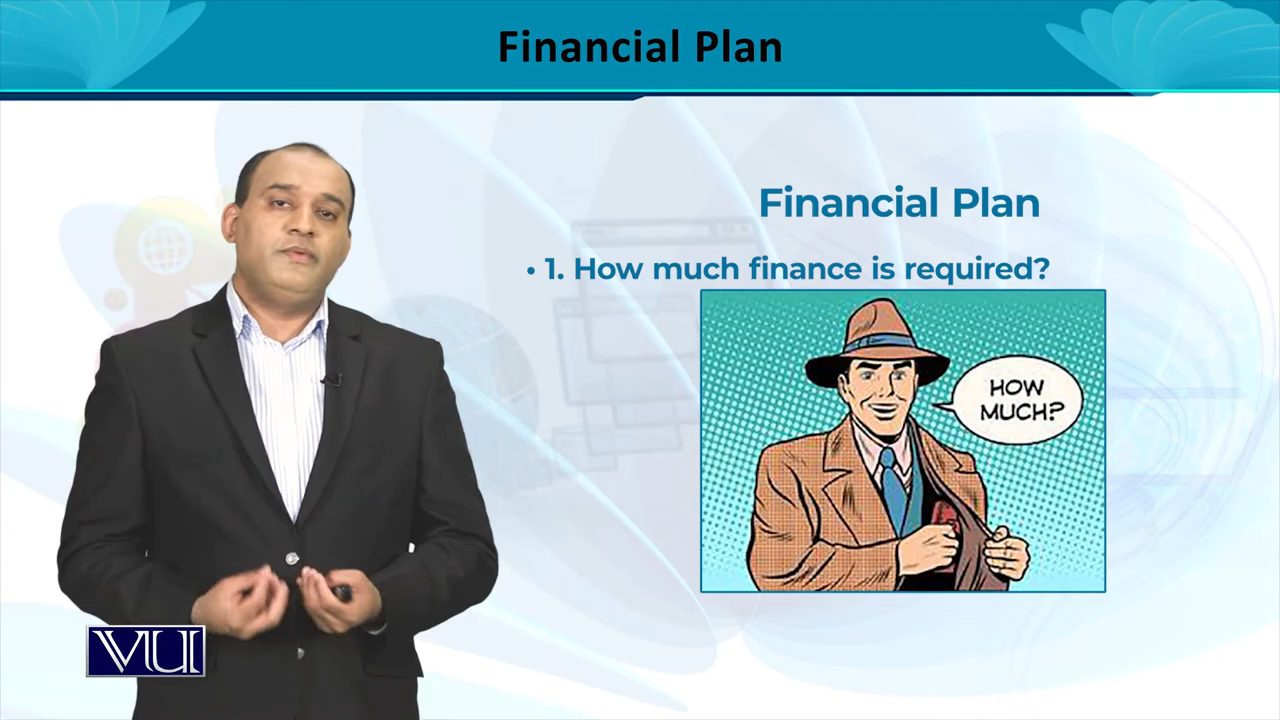 Financial Plan
Financial Plan
• 1. How much finance is required?
HOW
MUCH?
VU